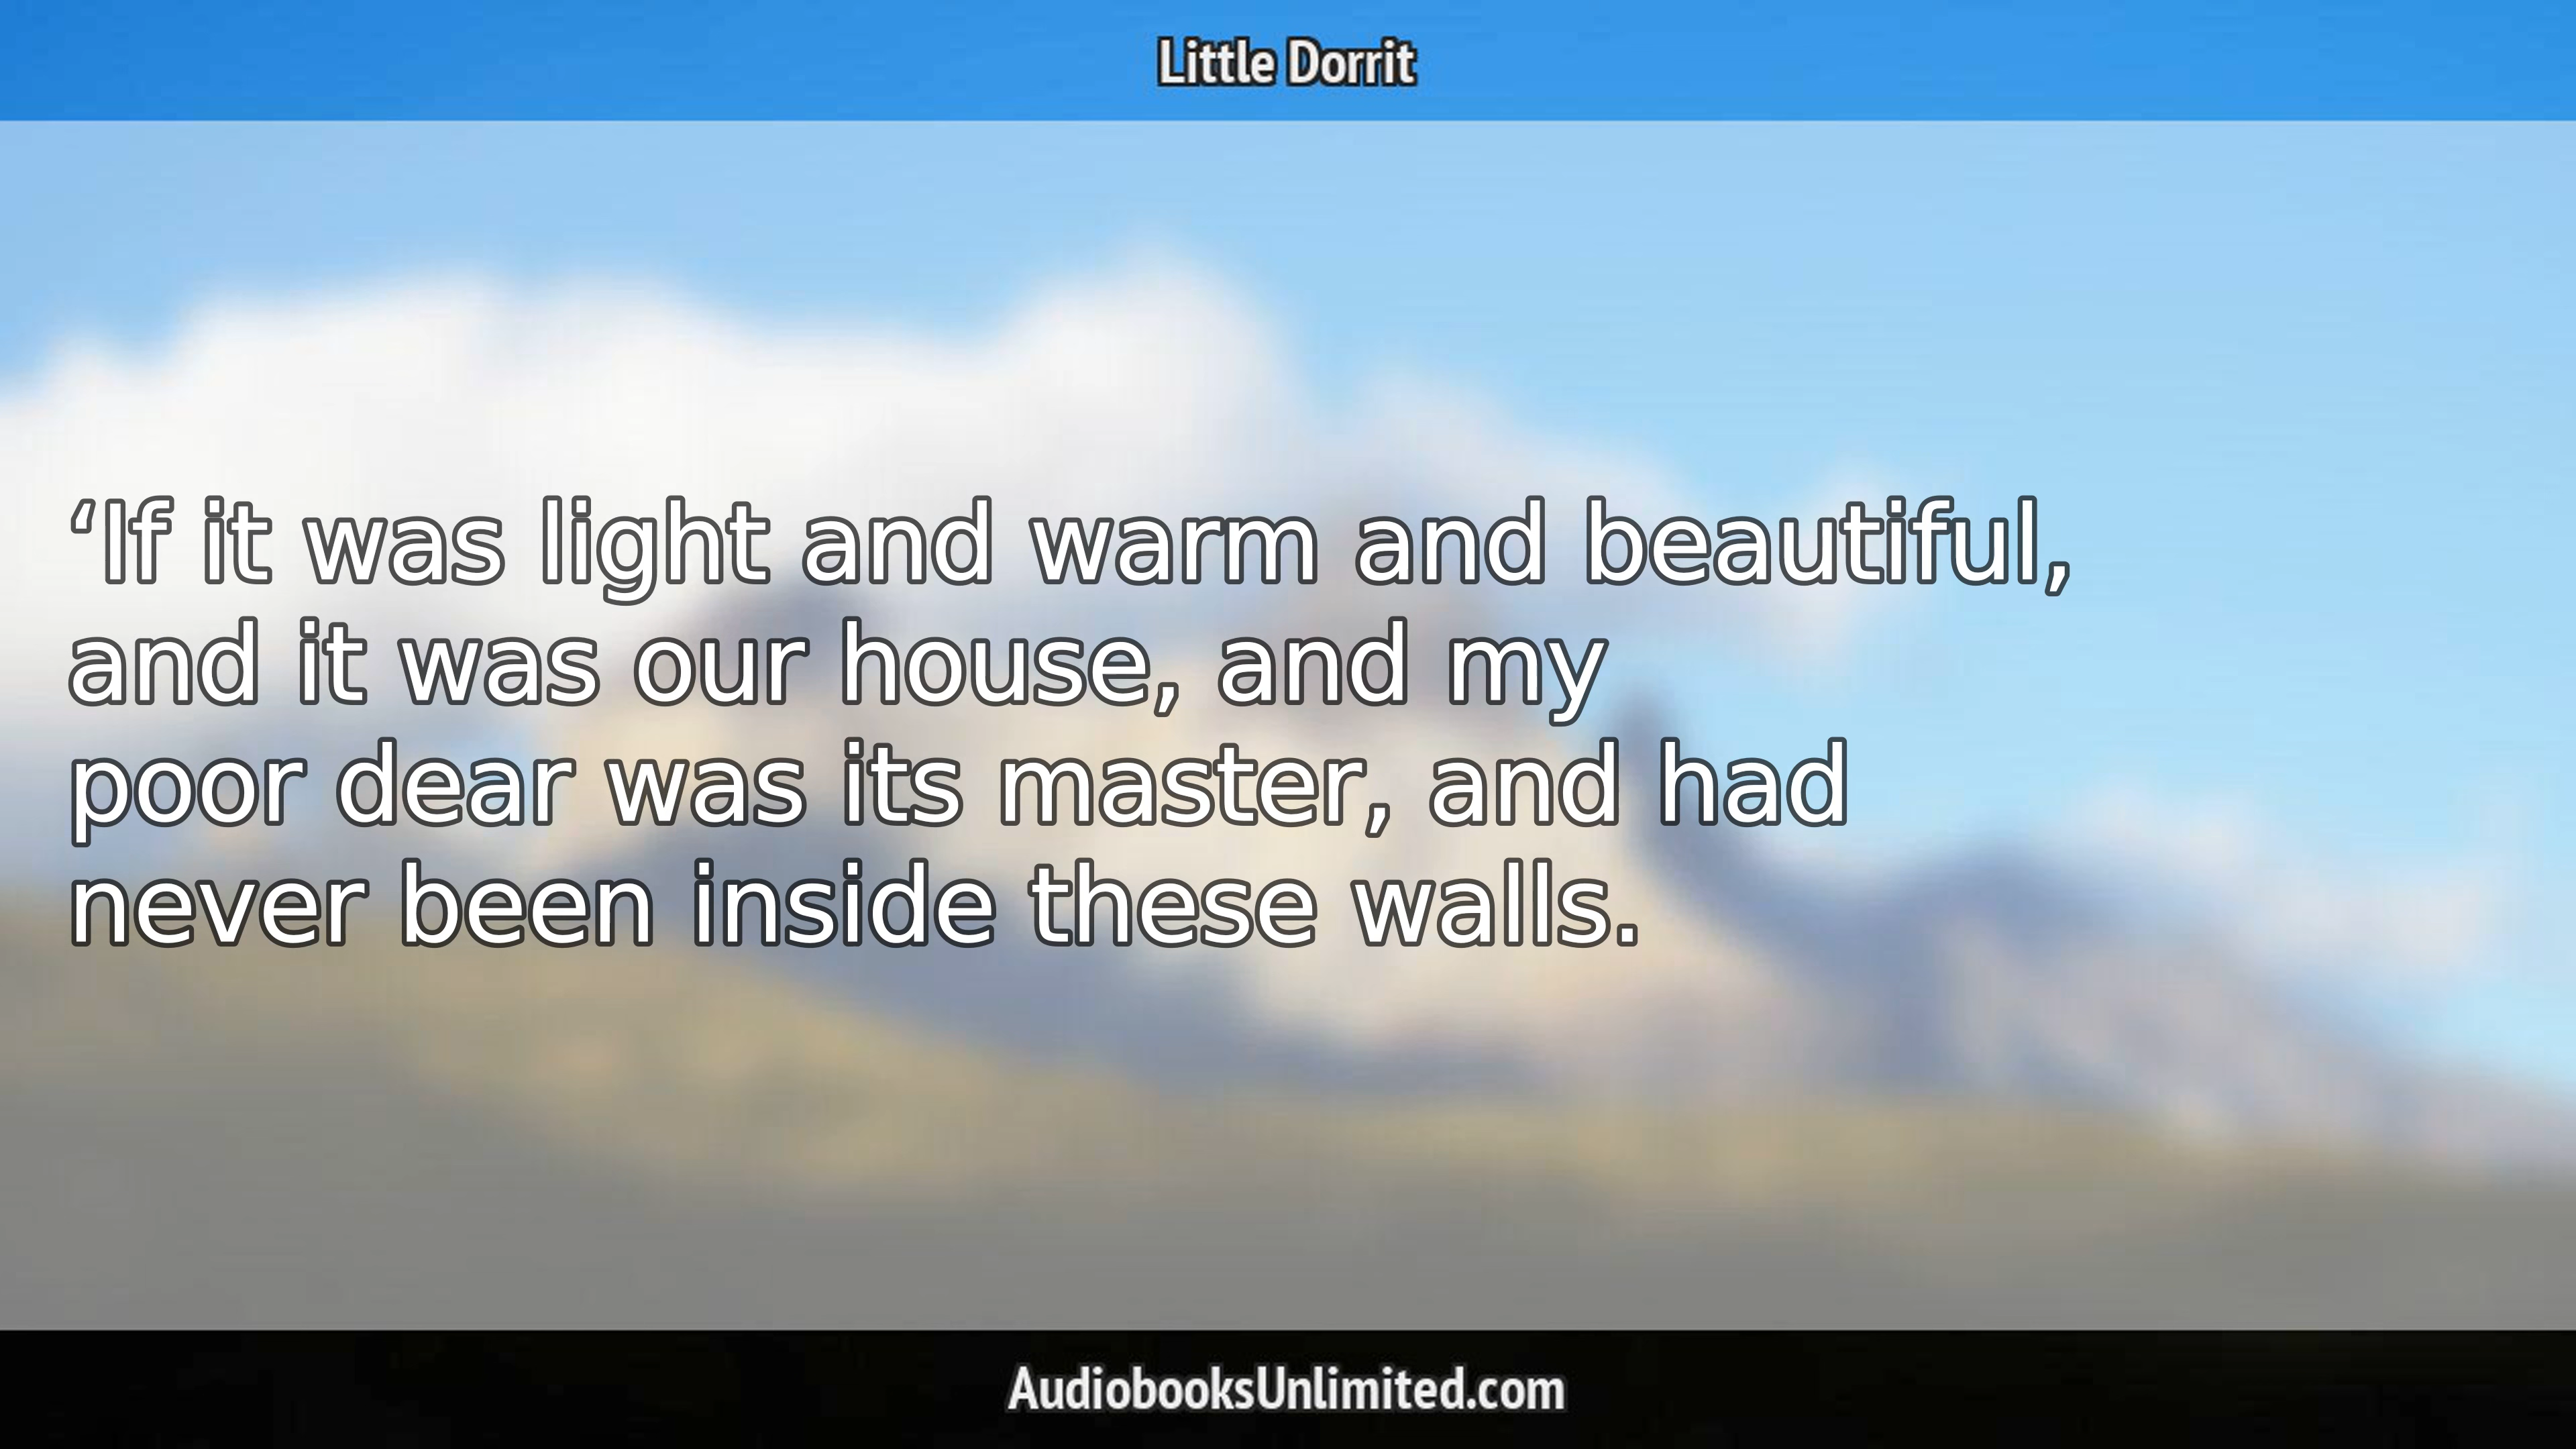 Little Dorrit
‘If it was light and warm and beautiful,
and it was our house, and my
poor dear was its master, and had
never been inside these walls.
AudiobooksUnlimited.com